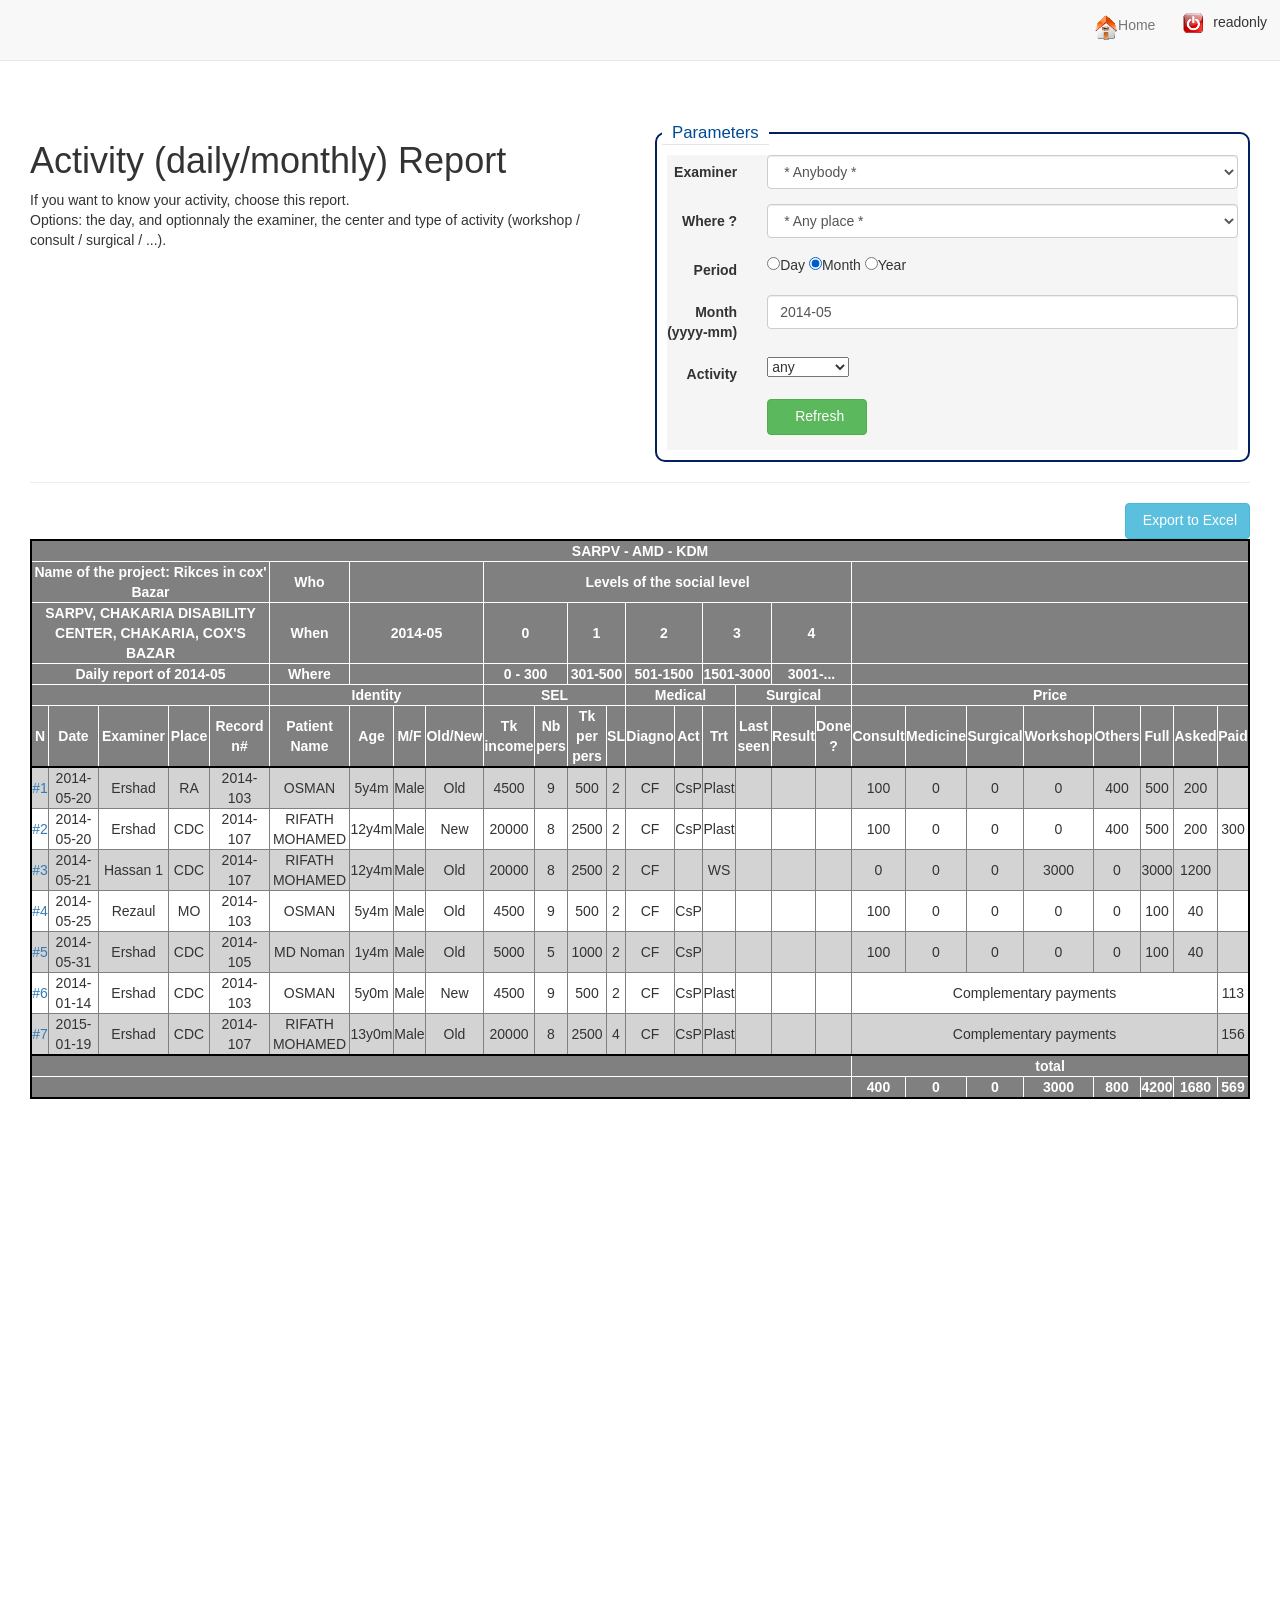 Home readonly
Activity (daily/monthly) Report
If you want to know your activity, choose this report.
Options: the day, and optionnaly the examiner, the center and type of activity (workshop /
consult / surgical / ...).
Parameters
Examiner * Anybody *
Where ? * Any place *
Period Day Month Year
Month
(yyyy-mm) 2014-05
Activity any
Refresh
Export to Excel
SARPV - AMD - KDM
Name of the project: Rikces in cox'
Bazar Who Levels of the social level
SARPV, CHAKARIA DISABILITY
CENTER, CHAKARIA, COX'S
BAZAR When 2014-05 0 1 2 3 4
Daily report of 2014-05 Where 0 - 300 301-500 501-1500 1501-3000 3001-...
Identity SEL Medical Surgical Price
N Date Examiner Place Record n# Patient Name Age M/F Old/New Tk income Nb pers Tk per pers SL Diagno Act Trt Last seen Result Done ? Consult Medicine Surgical Workshop Others Full Asked Paid
#1 2014-05-20 Ershad RA 2014-103 OSMAN 5y4m Male Old 4500 9 500 2 CF CsP Plast 100 0 0 0 400 500 200
#2 2014-05-20 Ershad CDC 2014-107 RIFATH MOHAMED 12y4m Male New 20000 8 2500 2 CF CsP Plast 100 0 0 0 400 500 200 300
#3 2014-05-21 Hassan 1 CDC 2014-107 RIFATH MOHAMED 12y4m Male Old 20000 8 2500 2 CF WS 0 0 0 3000 0 3000 1200
#4 2014-05-25 Rezaul MO 2014-103 OSMAN 5y4m Male Old 4500 9 500 2 CF CsP 100 0 0 0 0 100 40
#5 2014-05-31 Ershad CDC 2014-105 MD Noman 1y4m Male Old 5000 5 1000 2 CF CsP 100 0 0 0 0 100 40
#6 2014-01-14 Ershad CDC 2014-103 OSMAN 5y0m Male New 4500 9 500 2 CF CsP Plast Complementary payments 113
#7 2015-01-19 Ershad CDC 2014-107 RIFATH MOHAMED 13y0m Male Old 20000 8 2500 4 CF CsP Plast Complementary payments 156
total
400 0 0 3000 800 4200 1680 569